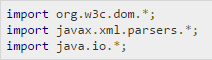 import org.w3c.dom.*;
import javax.xml.parsers.*;
import java.io.*;